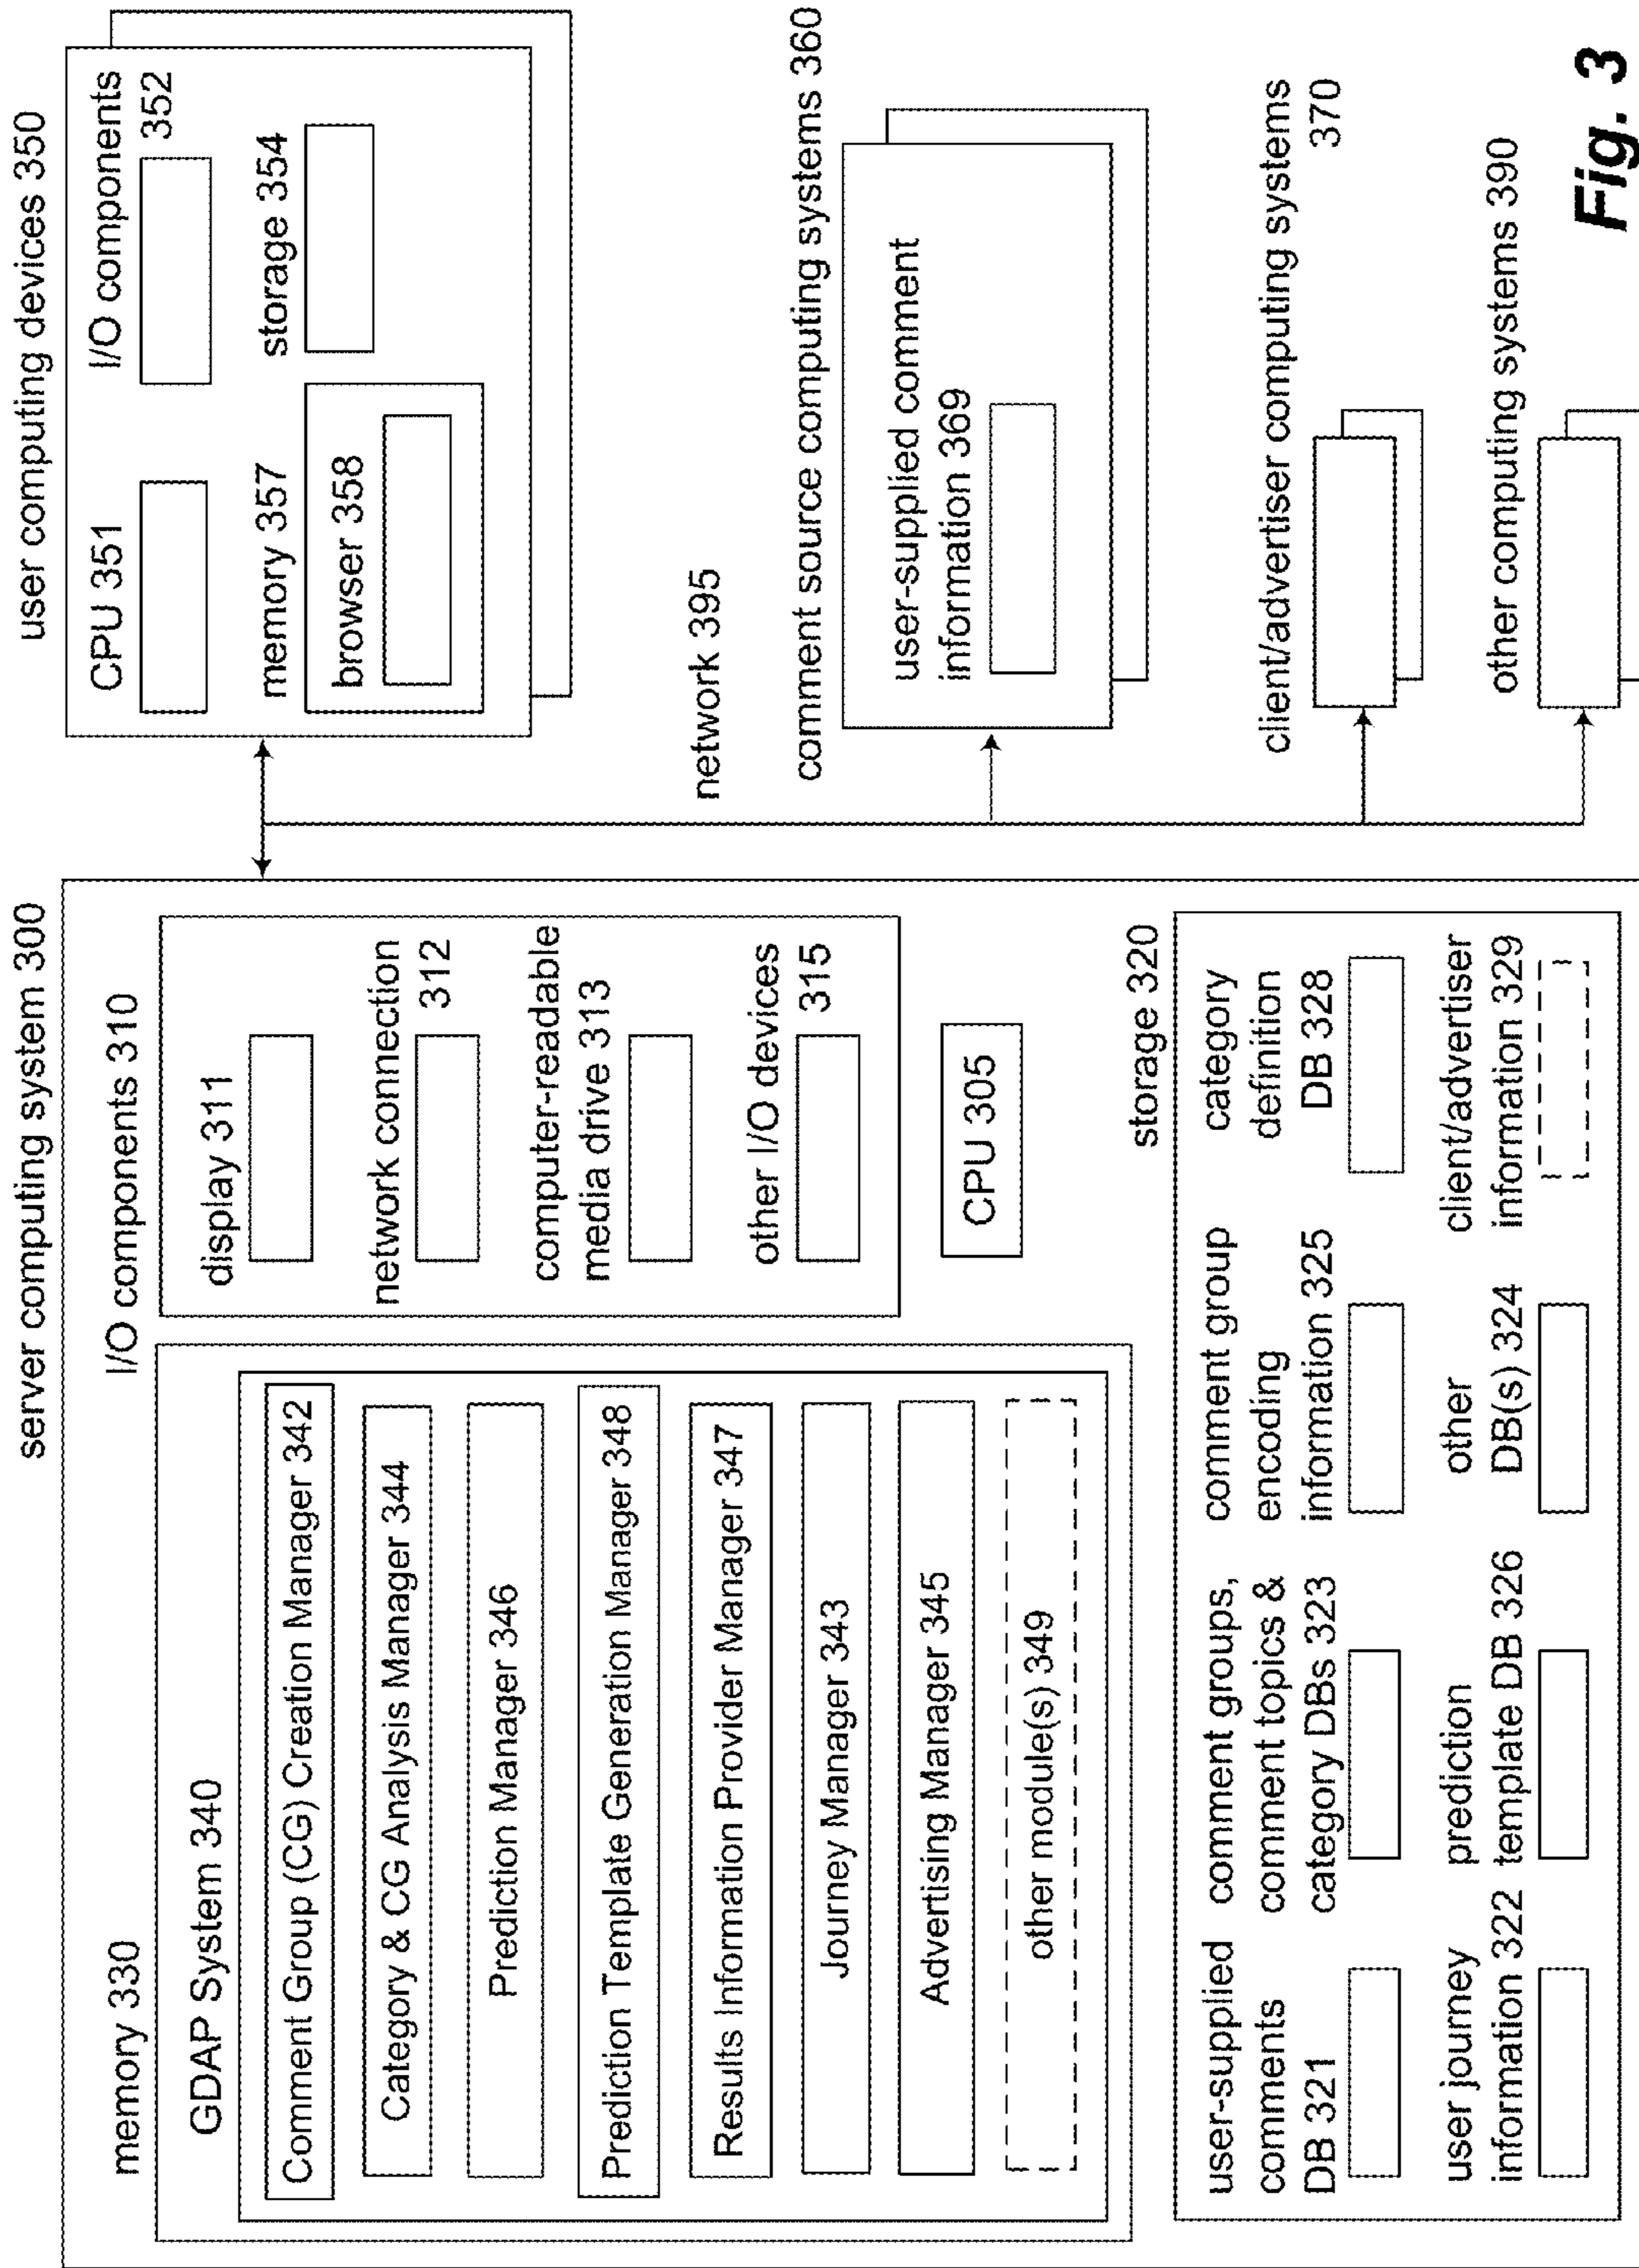 server computing system 300
memory 330
GDAP System 340
Comment Group (CG) Creation Manager 342
Category & CG Analysis Manager 344
Prediction Manager 346
Prediction Template Generation Manager 348
Results Information Provider Manager 347
Journey Manager 343
Advertising Manager 345
other module(s) 349
I/O components 310
display 311
network connection
312
computer-readable
media drive 313
other I/O devices
315
CPU 305
storage 320
user-supplied
comments
DB 321
comment groups,
comment topics &
category DBs 323
comment group
encoding
information 325
category
definition
DB 328
user journey
information 322
prediction
template DB 326
other
DB(s) 324
client/advertiser
information 329
user computing devices 350
CPU 351
I/O components
352
memory 357
browser 358
storage 354
network 395
comment source computing systems 360
user-supplied comment
information 369
client/advertiser computing systems
370
other computing systems 390
Fig. 3